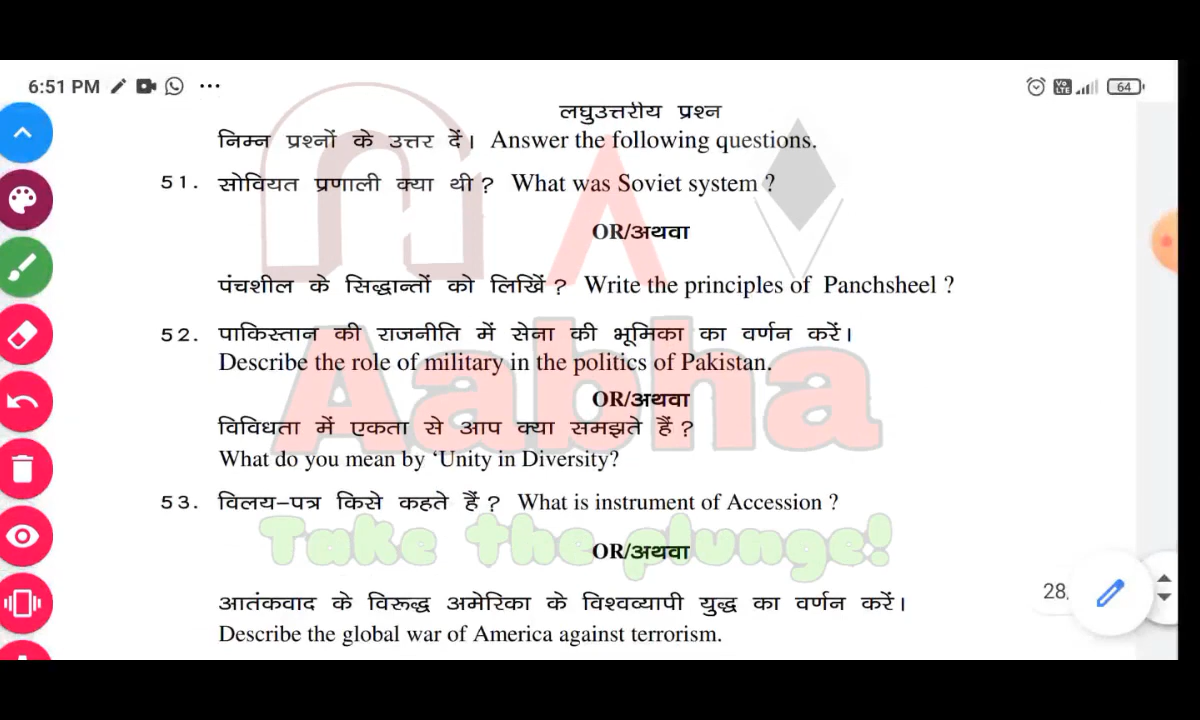 6:51 PM ...
64
लघुउत्तरीय प्रश्न
निम्न प्रश्नों के उत्तर दें। Answer the following questions.
51. सोवियत प्रणाली क्या थी ? What was Soviet system ?
OR/अथवा
पंचशील के सिद्धान्तों को लिखिें ? Write the principles of Panchsheel ?
52. पाकिस्तान की राजनीति में सेना की भूमिका का वर्णन करें।
Describe the role of military in the politics of Pakistan.
OR/अथवा
Aabha
विविधता में एकता से आप क्या समझते हैं ?
What do you mean by ‘Unity in Diversity?
53. विलय-पत्र किसे कहते हैं ? What is instrument of Accession ?
Take the plunge!
OR/अथवा
28.
आतंकवाद के विरूद्ध अमेरिका के विश्वव्यापी युद्ध का वर्णन करें।
Describe the global war of America against terrorism.